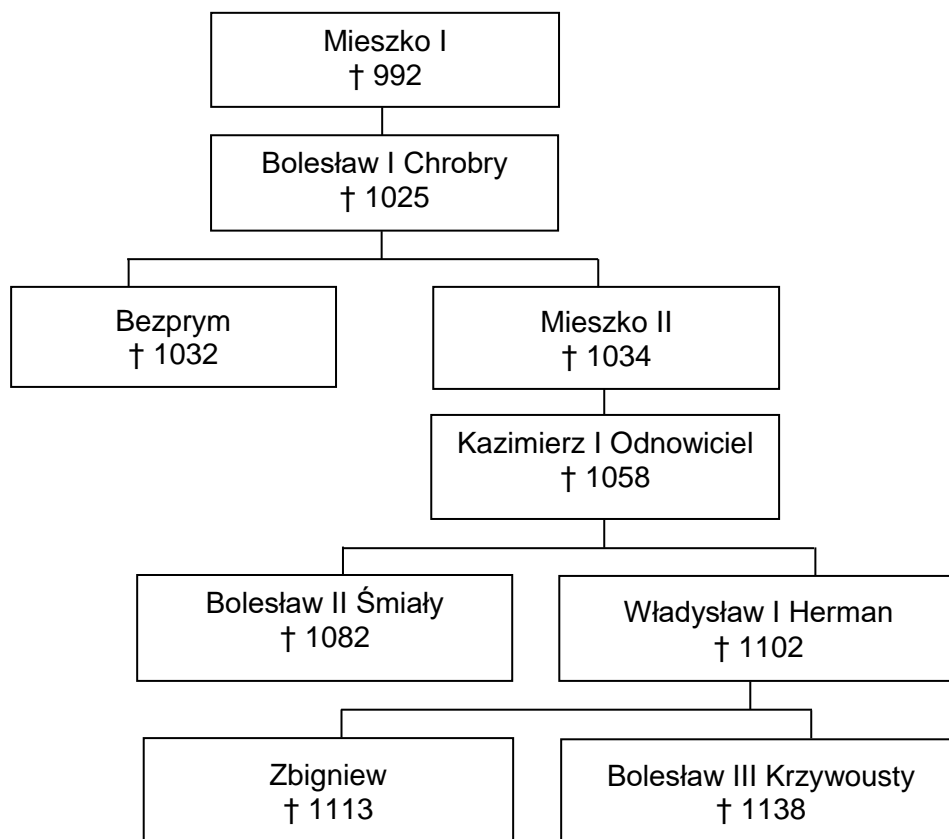 Mieszko I
† 992
Bolesław I Chrobry
† 1025
Bezprym
† 1032
Mieszko II
† 1034
Kazimierz I Odnowiciel
† 1058
Bolesław II Śmiały
† 1082
Władysław I Herman
† 1102
Zbigniew
† 1113
Bolesław III Krzywousty
† 1138